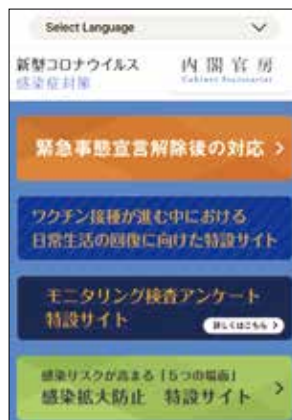 Select Language
新型コロナウイルス
感染症対策
内閣官房
Cabinet Secretariat
緊急事態宣言解除後の対応
ワクチン接種が進む中における
日常生活の回復に向けた特設サイト
モニタリング検査アンケート
特設サイト
詳しくはこちら
感染リスクが高まる「5つの場面」
感染拡大防止 特設サイト